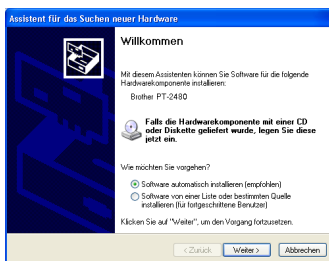 Assistent für das Suchen neuer Hardware
Willkommen
Mit diesem Assistenten können Sie Software für die folgende
Hardwarekomponente installieren:
Brother PT-2480
Falls die Hardwarekomponente mit einer CD
oder Diskette geliefert wurde, legen Sie diese
jetzt ein.
Wie möchten Sie vorgehen?
Software automatisch installieren (empfohlen)
Software von einer Liste oder bestimmten Quelle
installieren (für fortgeschrittene Benutzer)
Klicken Sie auf "Weiter", um den Vorgang fortzusetzen.
< Zurück
Weiter >
Abbrechen